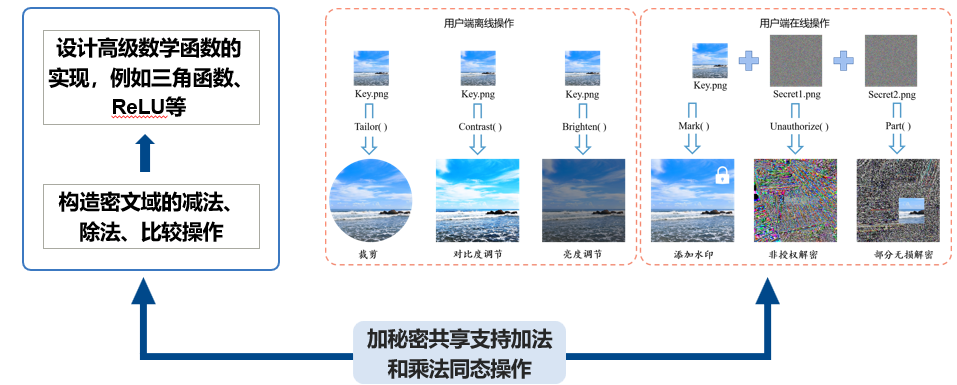 设计高级数学函数的
实现，例如三角函数、
ReLU等
构造密文域的减法、
除法、比较操作
用户端离线操作
Key.png
Key.png
Key.png
Tailor( )
Contrast( )
Brighten( )
裁剪
对比度调节
亮度调节
用户端在线操作
Key.png
Secret1.png
Secret2.png
Mark( )
Unauthorize( )
Part( )
添加水印
非授权解密
部分无损解密
加秘密共享支持加法
和乘法同态操作